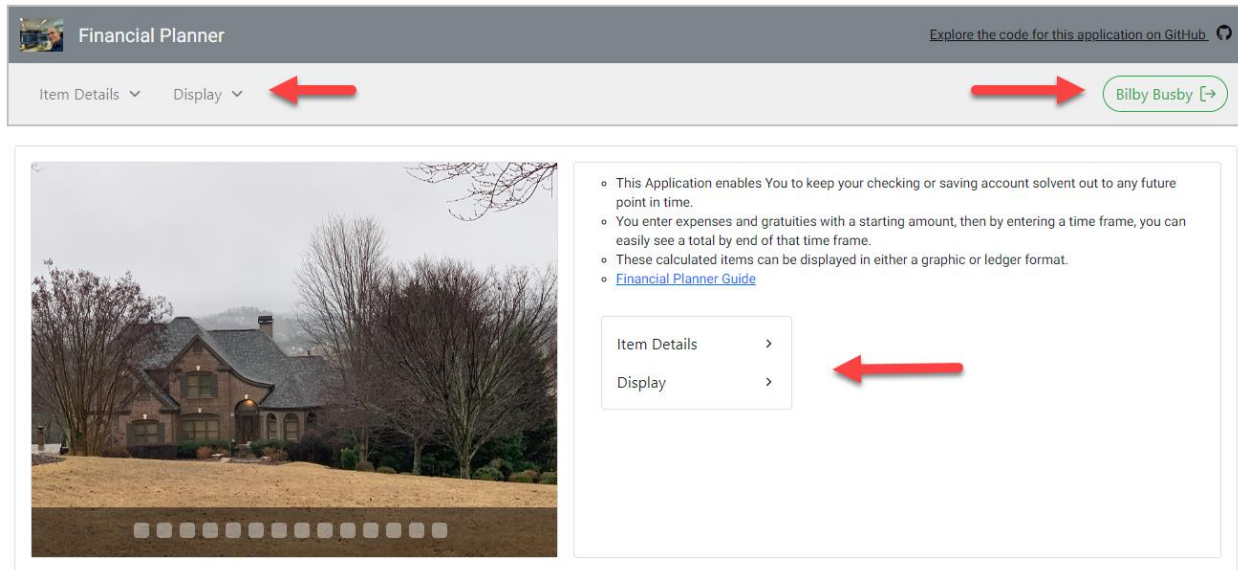 Financial Planner
Explore the code for this application on GitHub
Item Details
Display
Bilby Busby
This Application enables You to keep your checking or saving account solvent out to any future
point in time.
You enter expenses and gratuities with a starting amount, then by entering a time frame, you can
easily see a total by end of that time frame.
These calculated items can be displayed in either a graphic or ledger format.
Financial Planner Guide
Item Details
Display